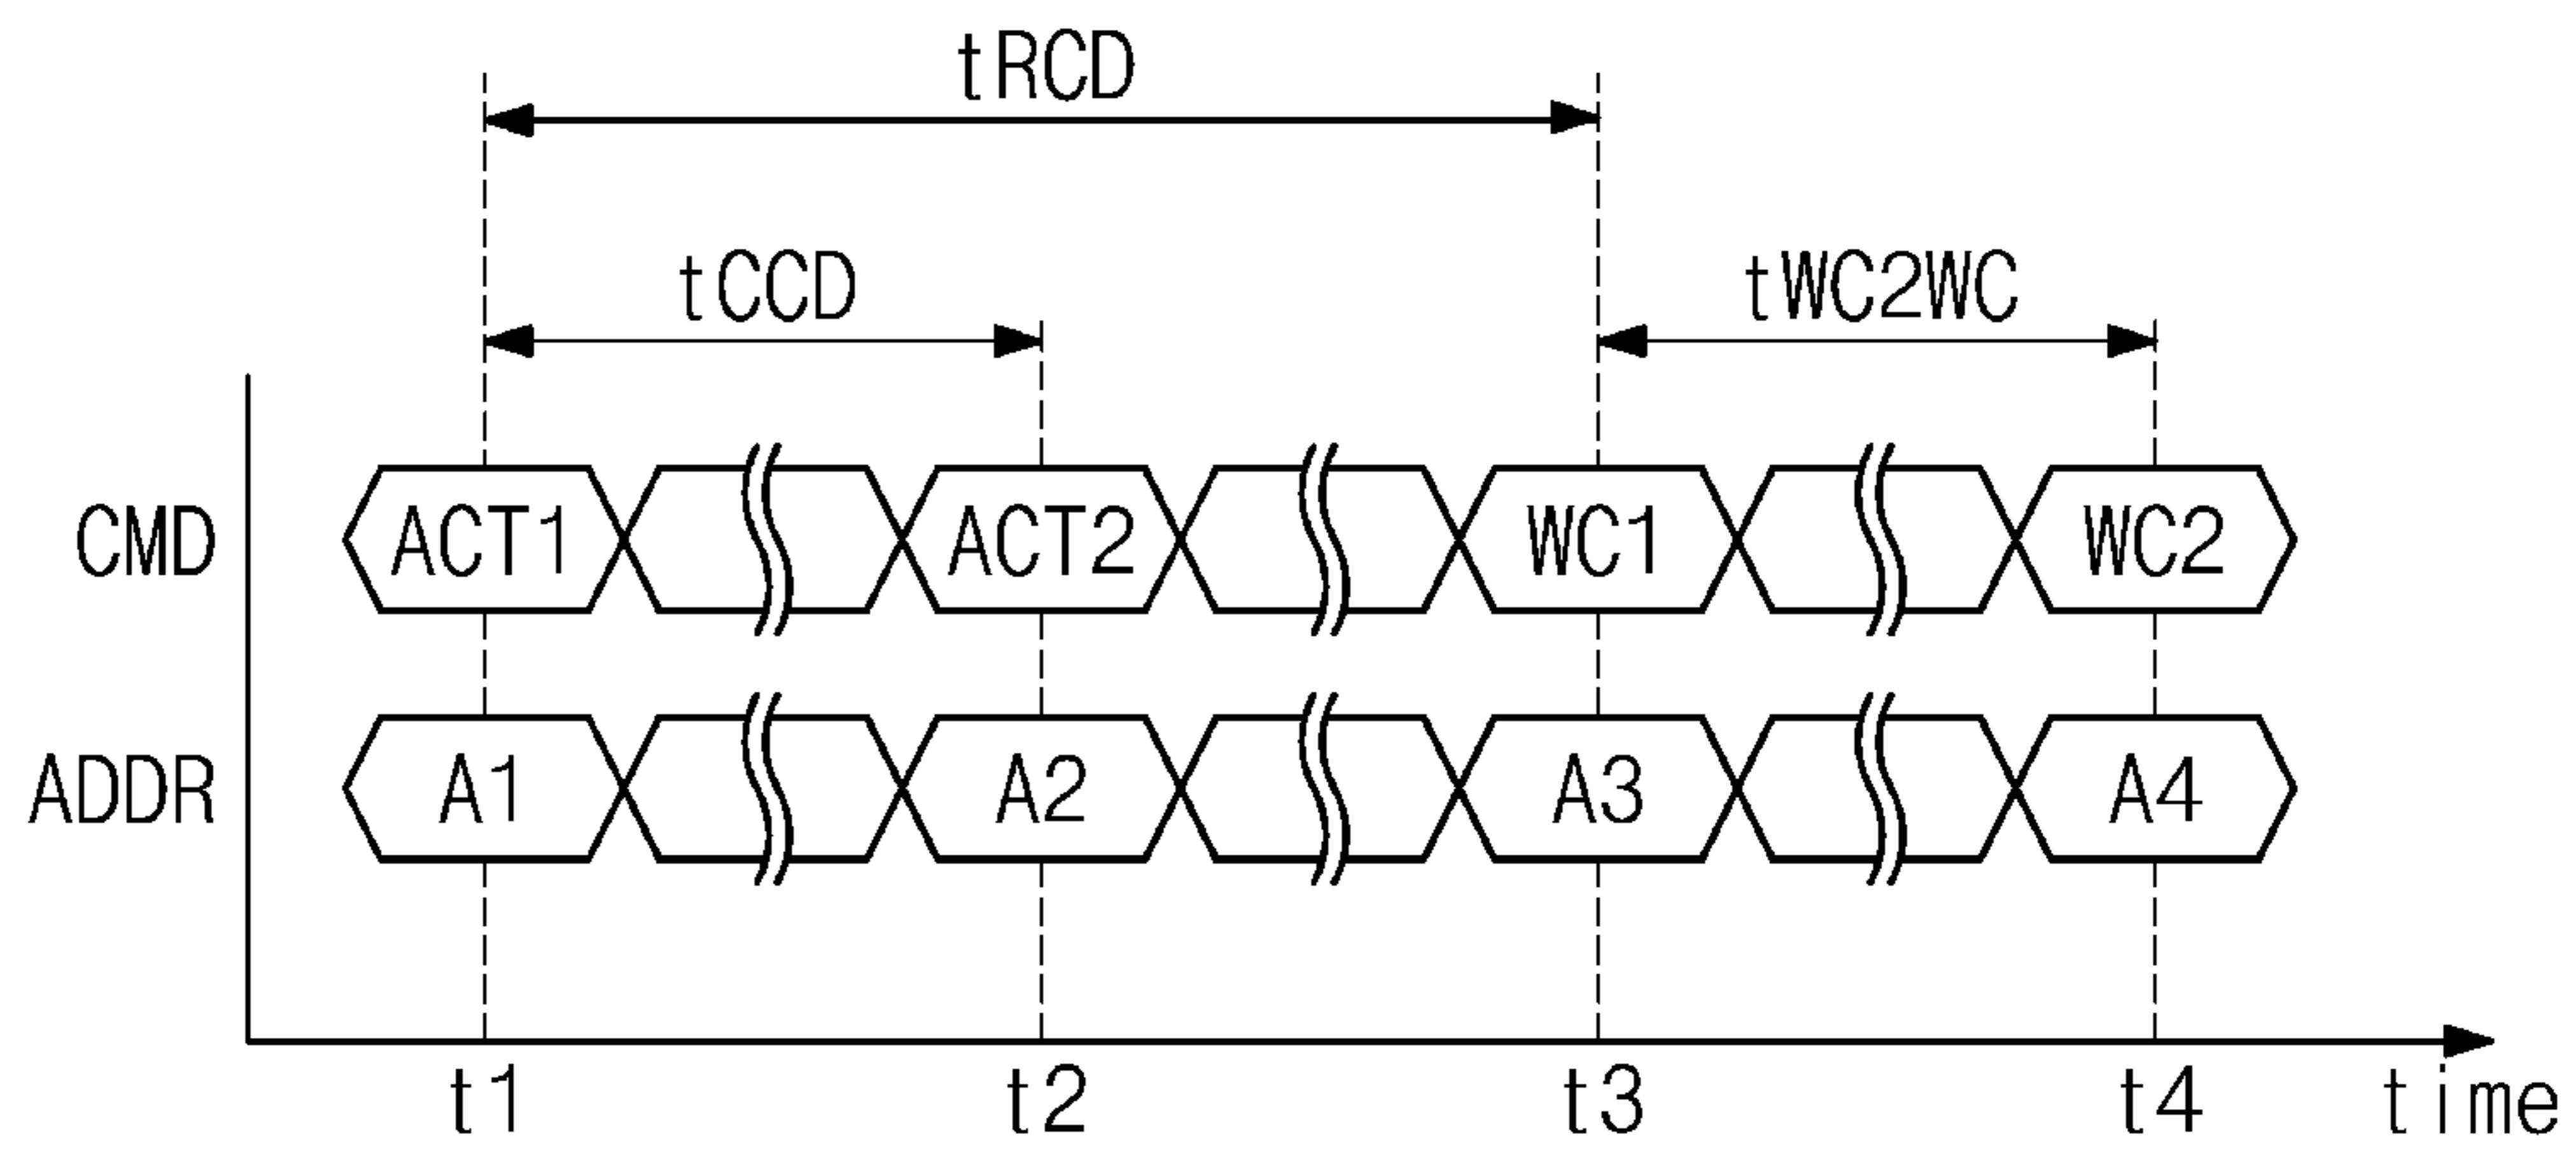 tRCD
tCCD tWC2WC
CMD ACT1 ACT2 WC1 WC2
ADDR A1 A2 A3 A4
t1 t2 t3 t4 time